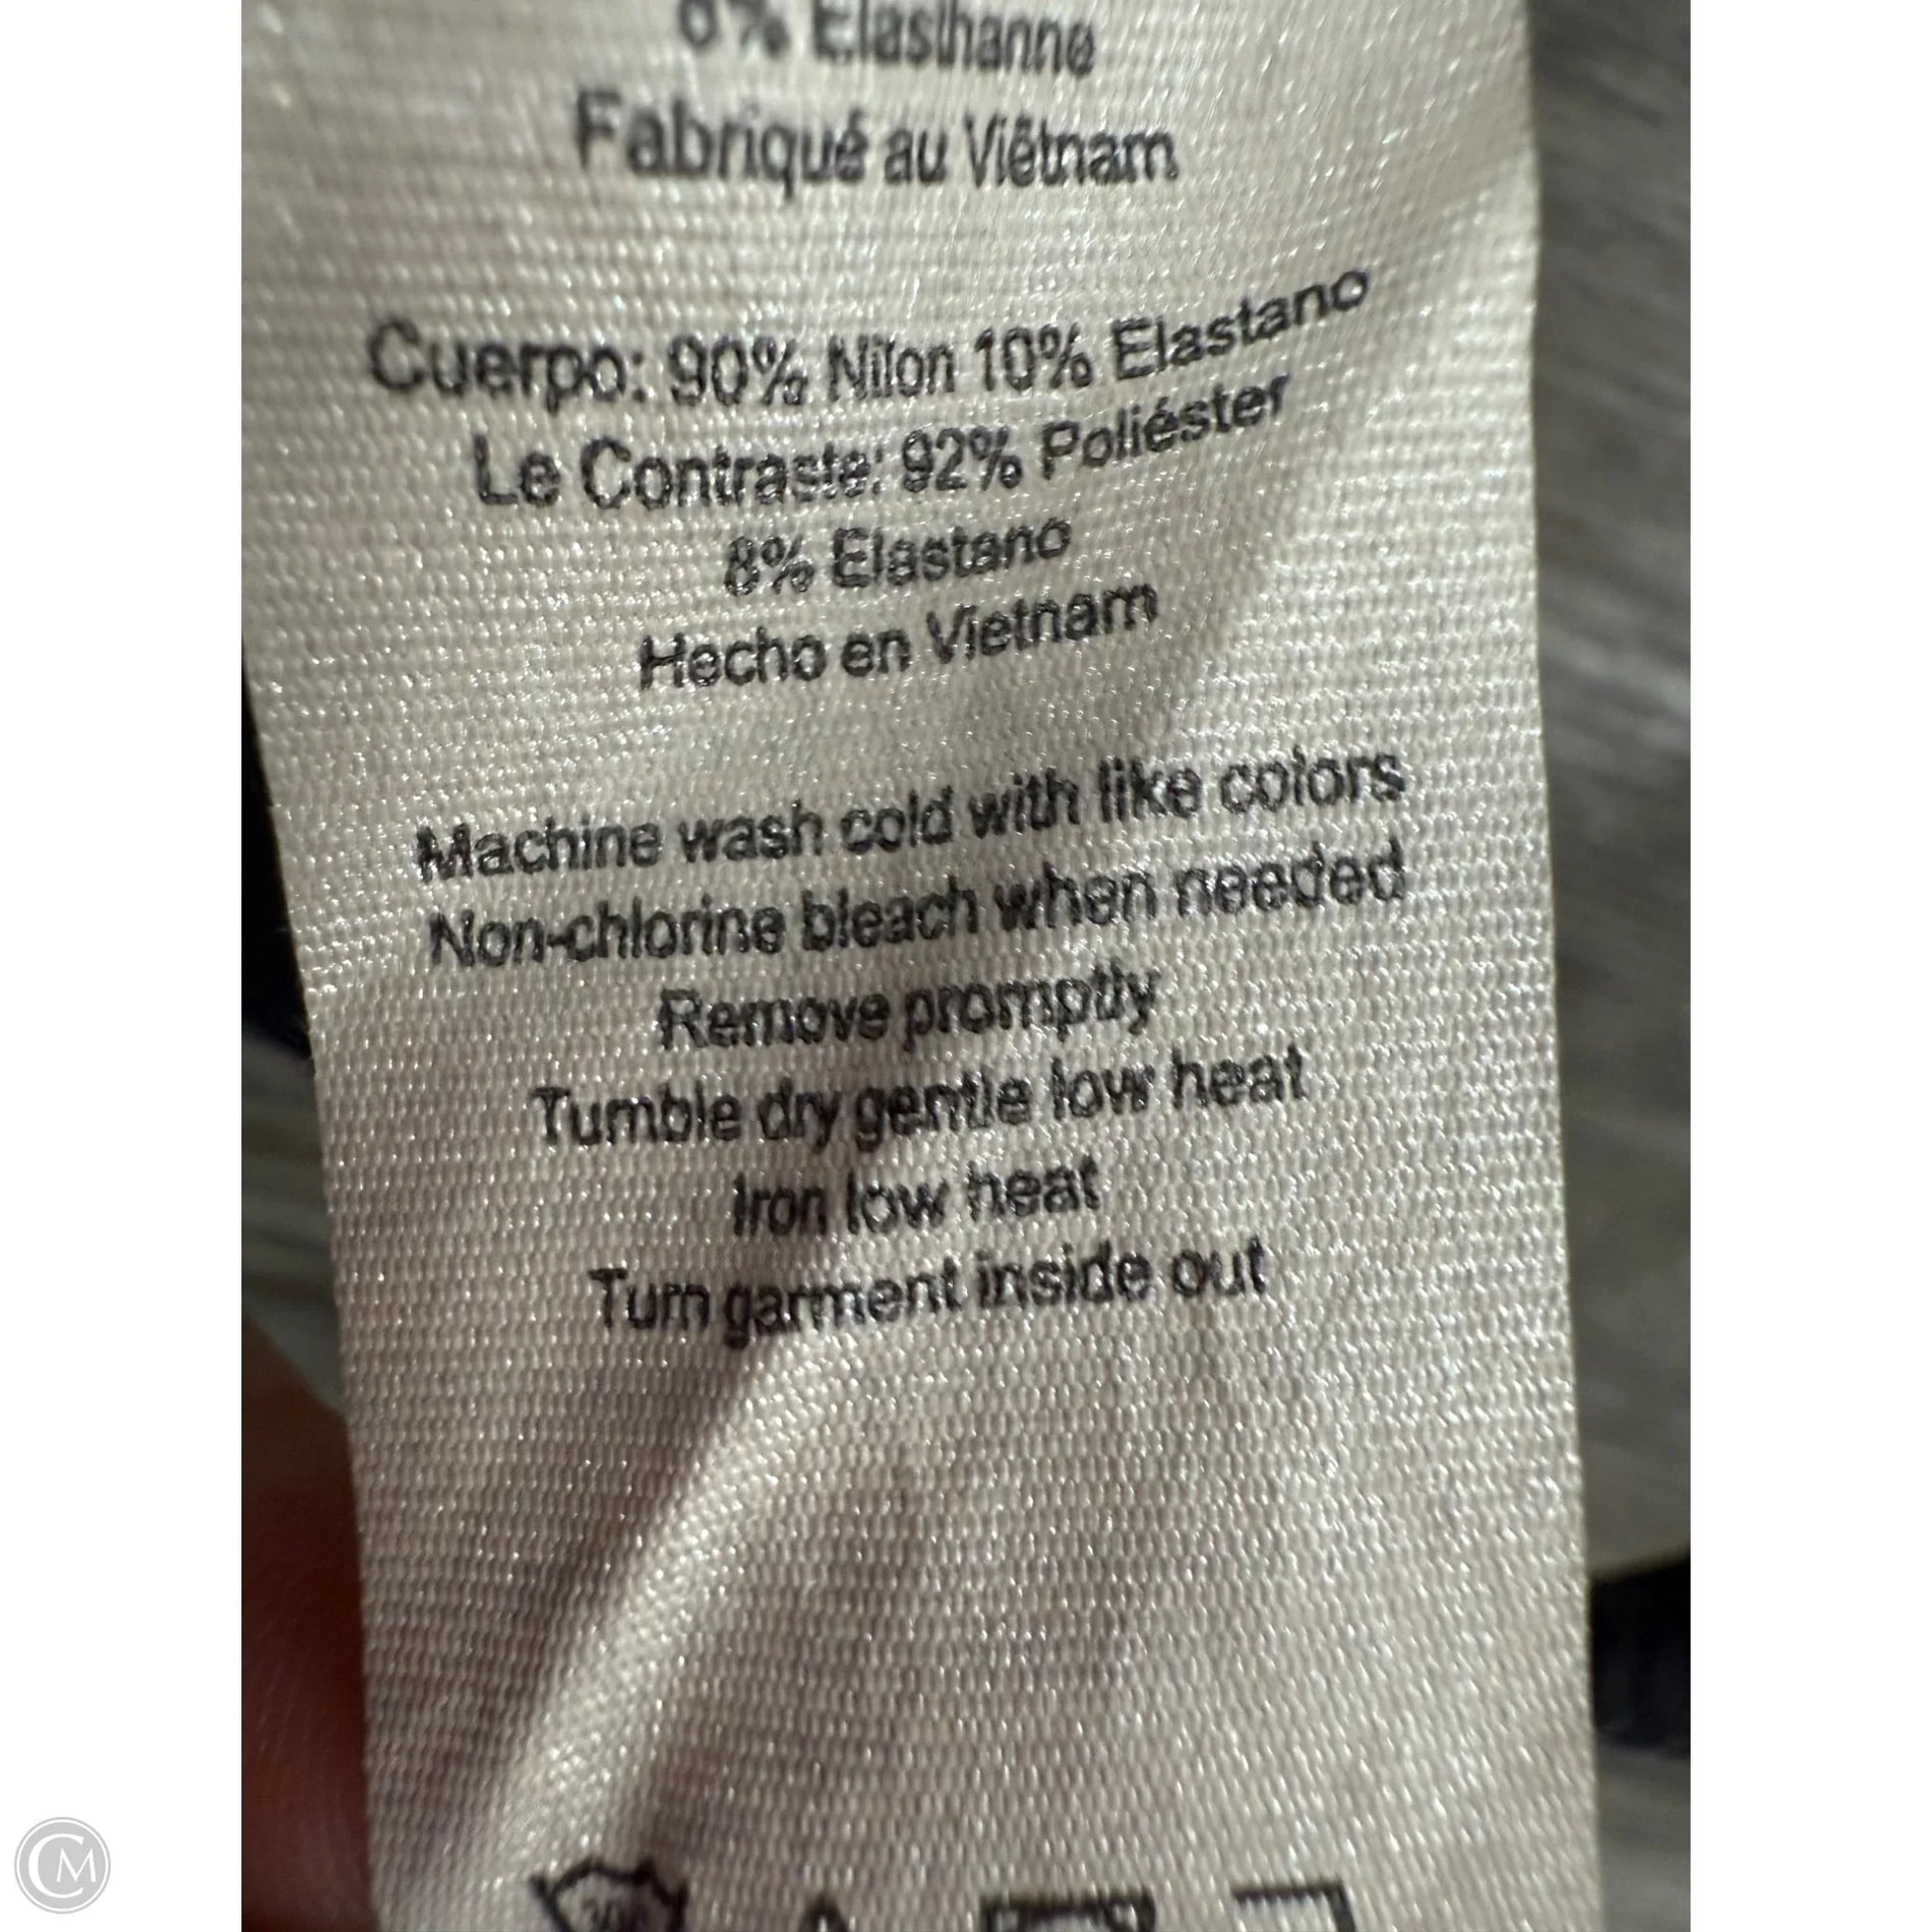 8% Elasthanne
Fabriqué au Viêtnam
Cuerpo: 90% Nilon 10% Elastano
Le Contraste: 92% Poliéster
8% Elastano
Hecho en Vietnam
Machine wash cold with like colors
Non-chlorine bleach when needed
Remove promptly
Tumble dry gentle low heat
Iron low heat
Turn garment inside out
30
CM